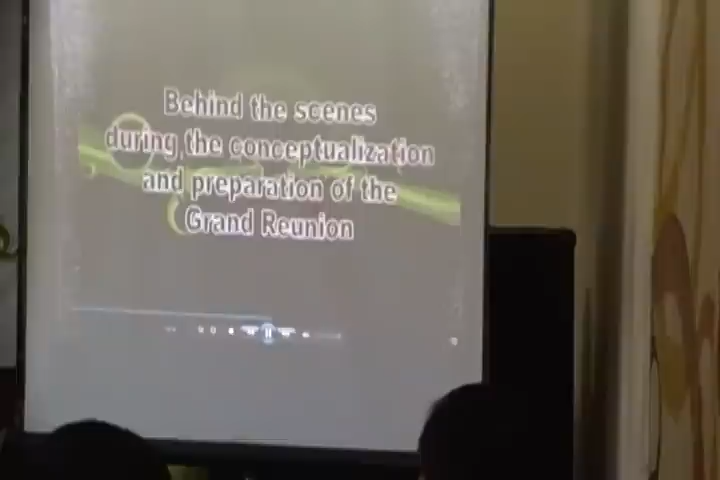 Behind the scenes
during the conceptualization
and preparation of the
Grand Reunion